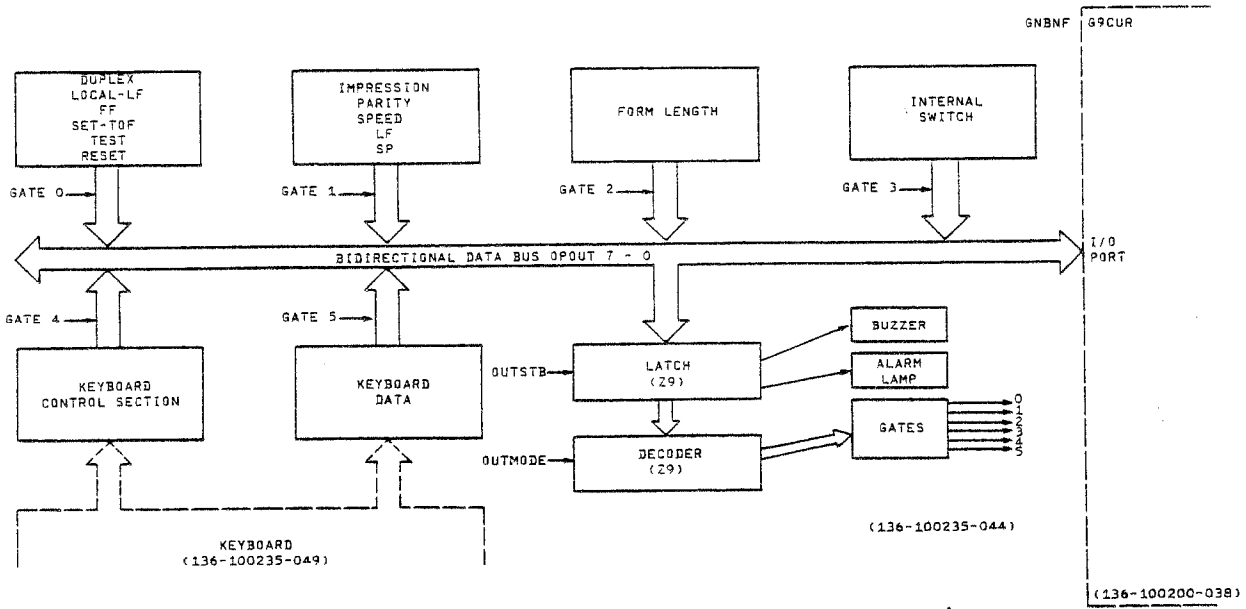 GNBNF G9CUR
DUPLEX
LOCAL-LF
FF
SET-TOF
TEST
RESET
IMPRESSION
PARITY
SPEED
LF
SP
FORM LENGTH
INTERNAL
SWITCH
GATE 0
GATE 1
GATE 2
GATE 3
BIDIRECTIONAL DATA BUS OPOUT 7 - 0
I/O
PORT
GATE 4
GATE 5
KEYBOARD
CONTROL SECTION
KEYBOARD
DATA
OUTSTB
LATCH
(Z9)
BUZZER
ALARM
LAMP
OUTMODE
DECODER
(Z9)
GATES
0
1
2
3
4
5
KEYBOARD
(136-100235-049)
(136-100235-044)
(136-100200-038)